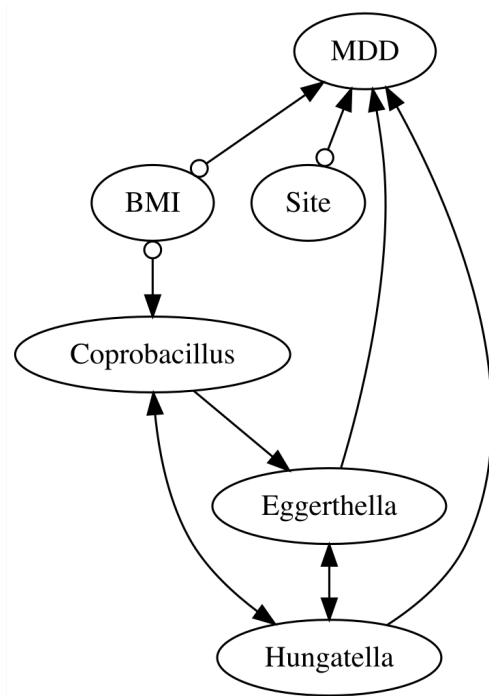 MDD
BMI
Site
Coprobacillus
Eggerthella
Hungatella